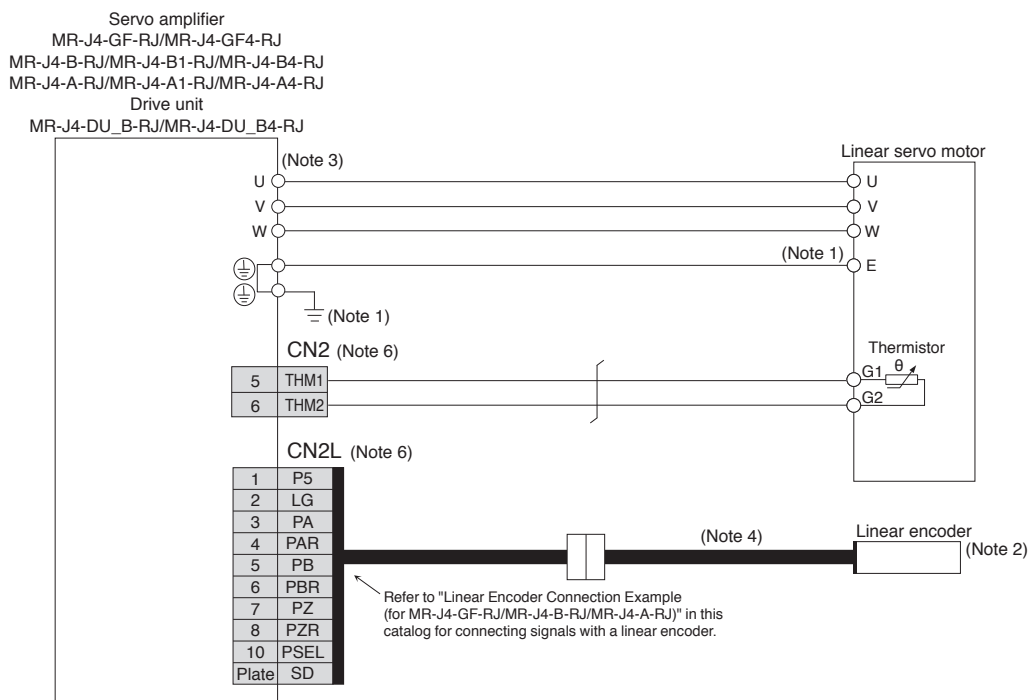 Servo amplifier
MR-J4-GF-RJ/MR-J4-GF4-RJ
MR-J4-B-RJ/MR-J4-B1-RJ/MR-J4-B4-RJ
MR-J4-A-RJ/MR-J4-A1-RJ/MR-J4-A4-RJ
Drive unit
MR-J4-DU_B-RJ/MR-J4-DU_B4-RJ
Linear servo motor
(Note 3)
U U
V V
W W
(Note 1)
E
(Note 1)
CN2 (Note 6)
Thermistor
θ
5 THM1 G1
6 THM2 G2
CN2L (Note 6)
1 P5
2 LG
3 PA
4 PAR
5 PB
6 PBR
7 PZ
8 PZR
10 PSEL
Plate SD
(Note 4)
Linear encoder
(Note 2)
Refer to "Linear Encoder Connection Example
(for MR-J4-GF-RJ/MR-J4-B-RJ/MR-J4-A-RJ)" in this
catalog for connecting signals with a linear encoder.